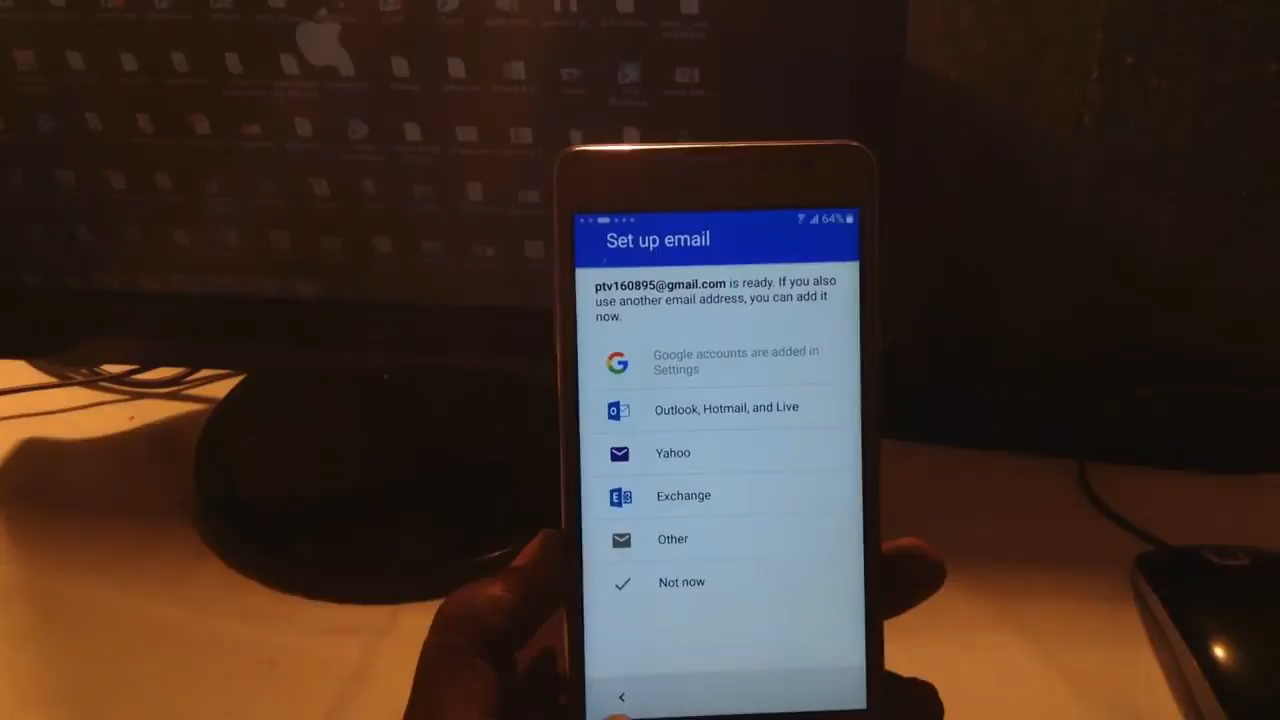 64%
Set up email
ptv160895@gmail.com is ready. If you also
use another email address, you can add it
now.
Google accounts are added in
Settings
Outlook, Hotmail, and Live
Yahoo
Exchange
Other
Not now